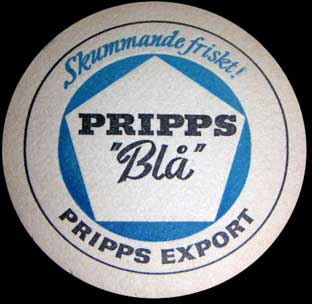 Skummande friskt!
PRIPPS
"Blå"
PRIPPS EXPORT